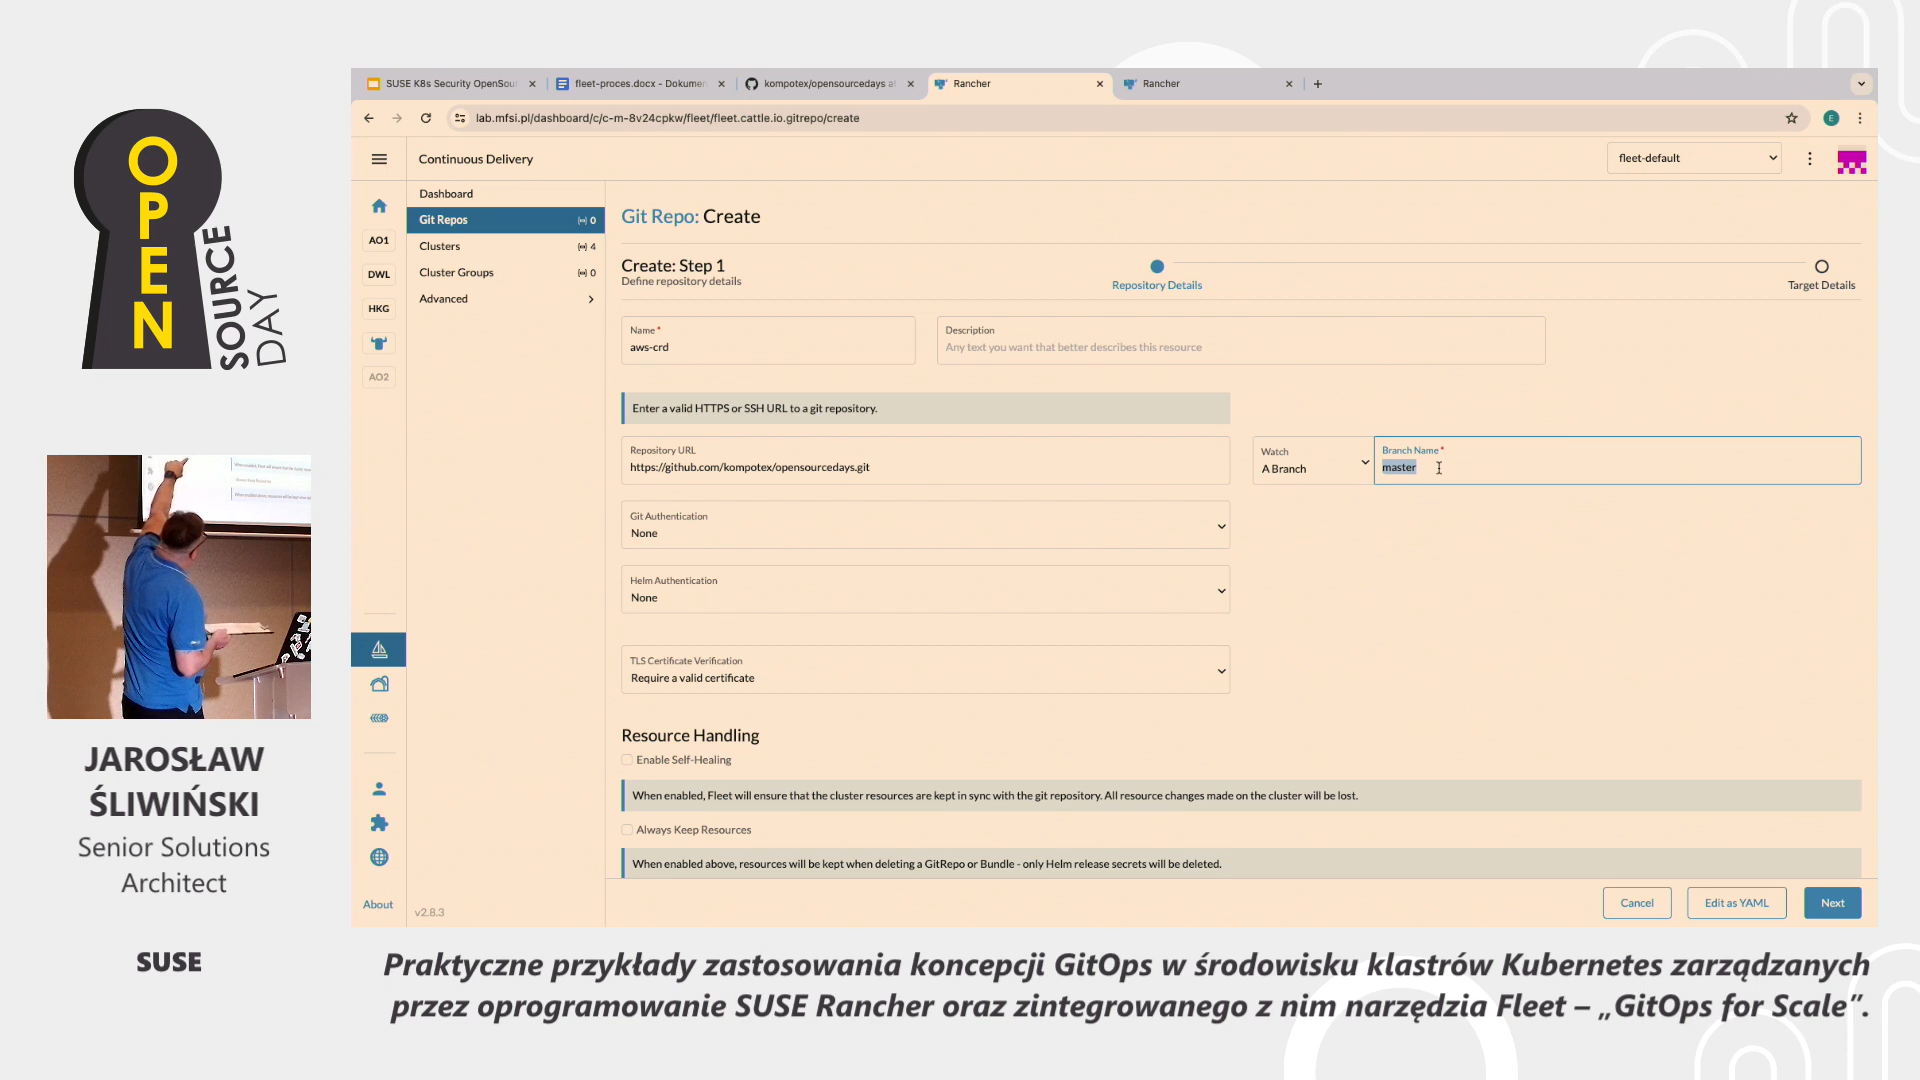 OPEN
SOURCE
DAY
JAROSŁAW
ŚLIWIŃSKI
Senior Solutions
Architect
SUSE
SUSE K8s Security OpenSour
fleet-proces.docx - Dokumen
kompotex/opensourcedays a
Rancher
Rancher
lab.mfsi.pl/dashboard/c/c-m-8v24cpkw/fleet/fleet.cattle.io.gitrepo/create
E
Continuous Delivery
fleet-default
AO1
DWL
HKG
AO2
About
Dashboard
Git Repos 0
Clusters 4
Cluster Groups 0
Advanced
v2.8.3
Git Repo: Create
Create: Step 1
Define repository details
Repository Details
Target Details
Name *
aws-crd
Description
Any text you want that better describes this resource
Enter a valid HTTPS or SSH URL to a git repository.
Repository URL
https://github.com/kompotex/opensourcedays.git
Watch
A Branch
Branch Name *
master
Git Authentication
None
Helm Authentication
None
TLS Certificate Verification
Require a valid certificate
Resource Handling
Enable Self-Healing
When enabled, Fleet will ensure that the cluster resources are kept in sync with the git repository. All resource changes made on the cluster will be lost.
Always Keep Resources
When enabled above, resources will be kept when deleting a GitRepo or Bundle - only Helm release secrets will be deleted.
Cancel
Edit as YAML
Next
Praktyczne przykłady zastosowania koncepcji GitOps w środowisku klastrów Kubernetes zarządzanych
przez oprogramowanie SUSE Rancher oraz zintegrowanego z nim narzędzia Fleet – „GitOps for Scale”.